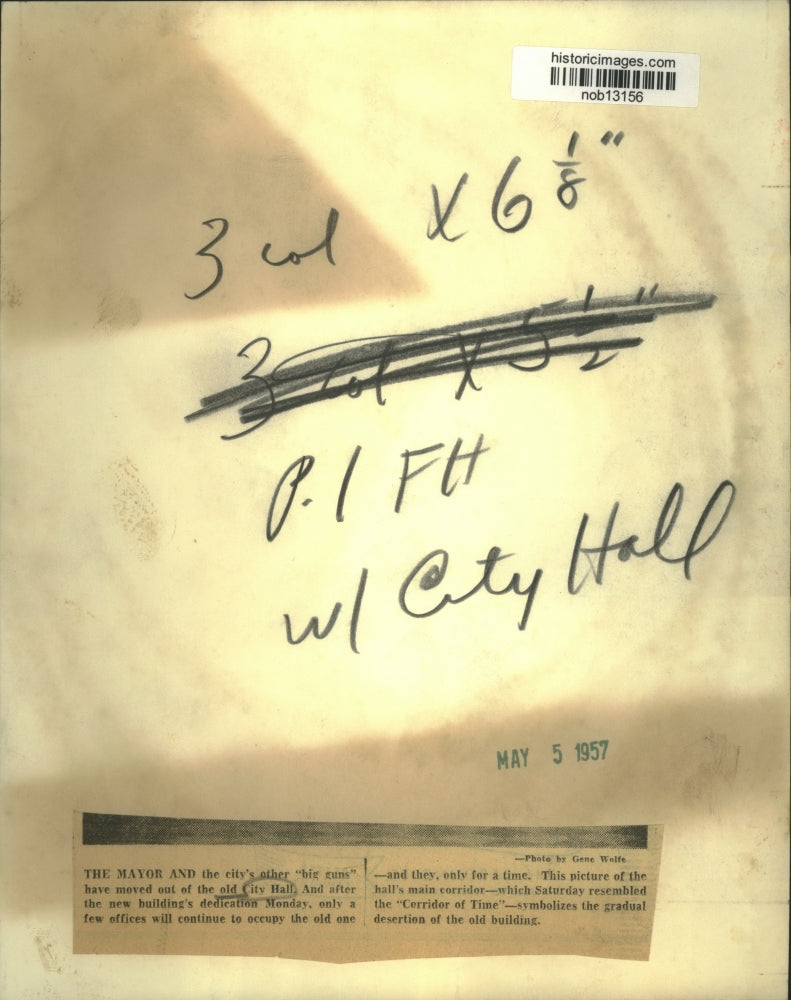 historicimages.com
nob13156
3 col X 6 1/8"
3 col X 5 1/2"
P.1 FH
w/ City Hall
MAY 5 1957
—Photo by Gene Wolfe
THE MAYOR AND the city's other "big guns"
have moved out of the old City Hall. And after
the new building's dedication Monday, only a
few offices will continue to occupy the old one
—and they, only for a time. This picture of the
hall's main corridor—which Saturday resembled
the "Corridor of Time"—symbolizes the gradual
desertion of the old building.